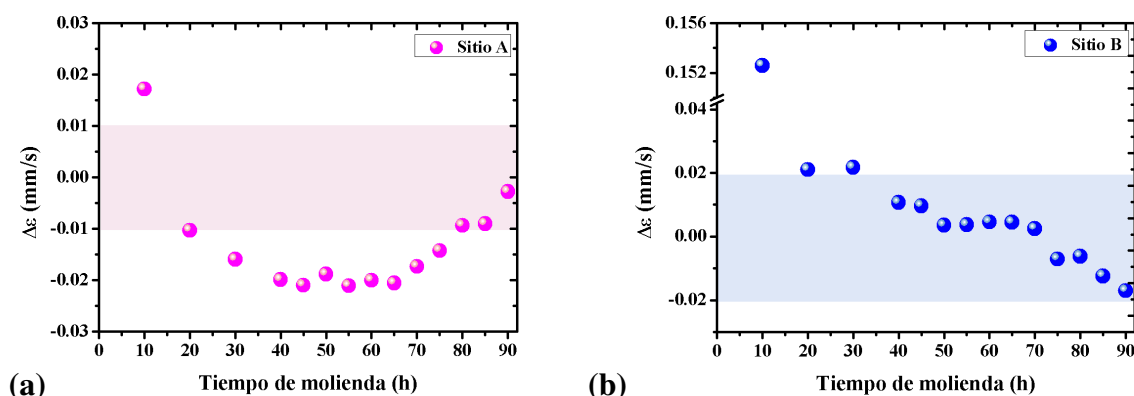 (a)
Sitio A
Δε (mm/s)
0.03
0.02
0.01
0.00
-0.01
-0.02
-0.03
0 10 20 30 40 50 60 70 80 90
Tiempo de molienda (h)
(b)
Sitio B
Δε (mm/s)
0.156
0.152
0.04
0.02
0.00
-0.02
0 10 20 30 40 50 60 70 80 90
Tiempo de molienda (h)